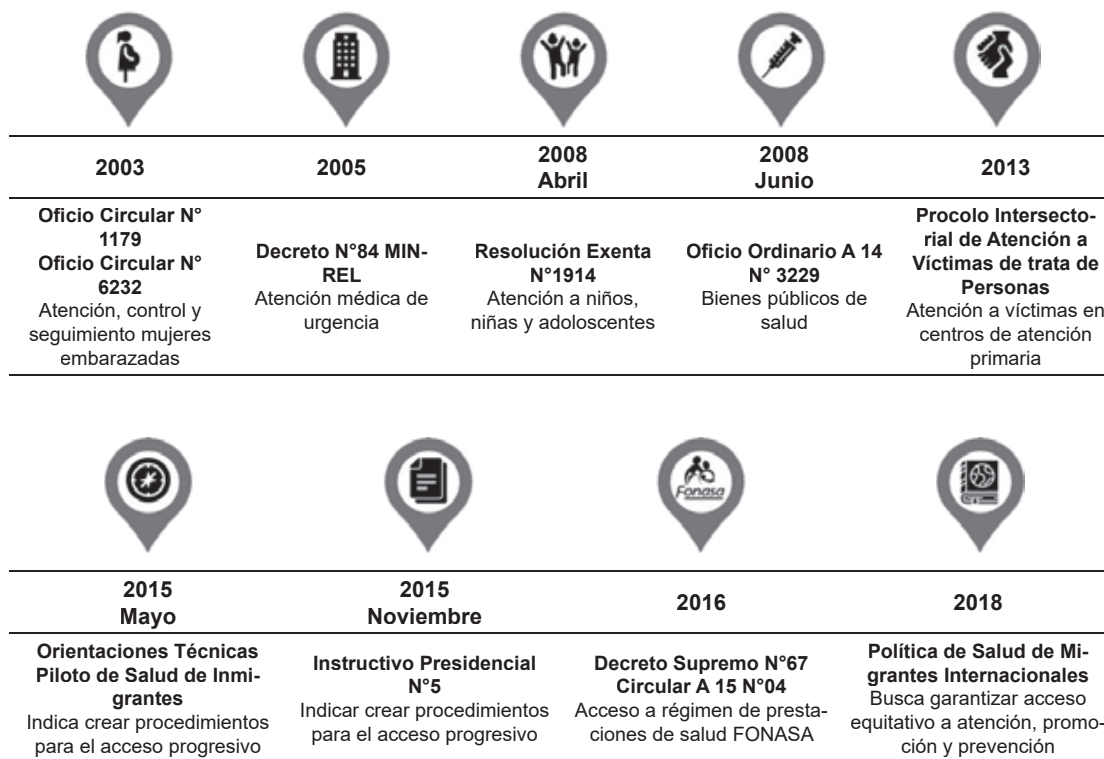 2003
2005
2008
Abril
2008
Junio
2013
Oficio Circular N°
1179
Oficio Circular N°
6232
Atención, control y
seguimiento mujeres
embarazadas
Decreto N°84 MIN-
REL
Atención médica de
urgencia
Resolución Exenta
N°1914
Atención a niños,
niñas y adoloscentes
Oficio Ordinario A 14
N° 3229
Bienes públicos de
salud
Procolo Intersecto-
rial de Atención a
Víctimas de trata de
Personas
Atención a víctimas en
centros de atención
primaria
Fonasa
2015
Mayo
2015
Noviembre
2016
2018
Orientaciones Técnicas
Piloto de Salud de Inmi-
grantes
Indica crear procedimientos
para el acceso progresivo
Instructivo Presidencial
N°5
Indicar crear procedimientos
para el acceso progresivo
Decreto Supremo N°67
Circular A 15 N°04
Acceso a régimen de presta-
ciones de salud FONASA
Política de Salud de Mi-
grantes Internacionales
Busca garantizar acceso
equitativo a atención, promo-
ción y prevención